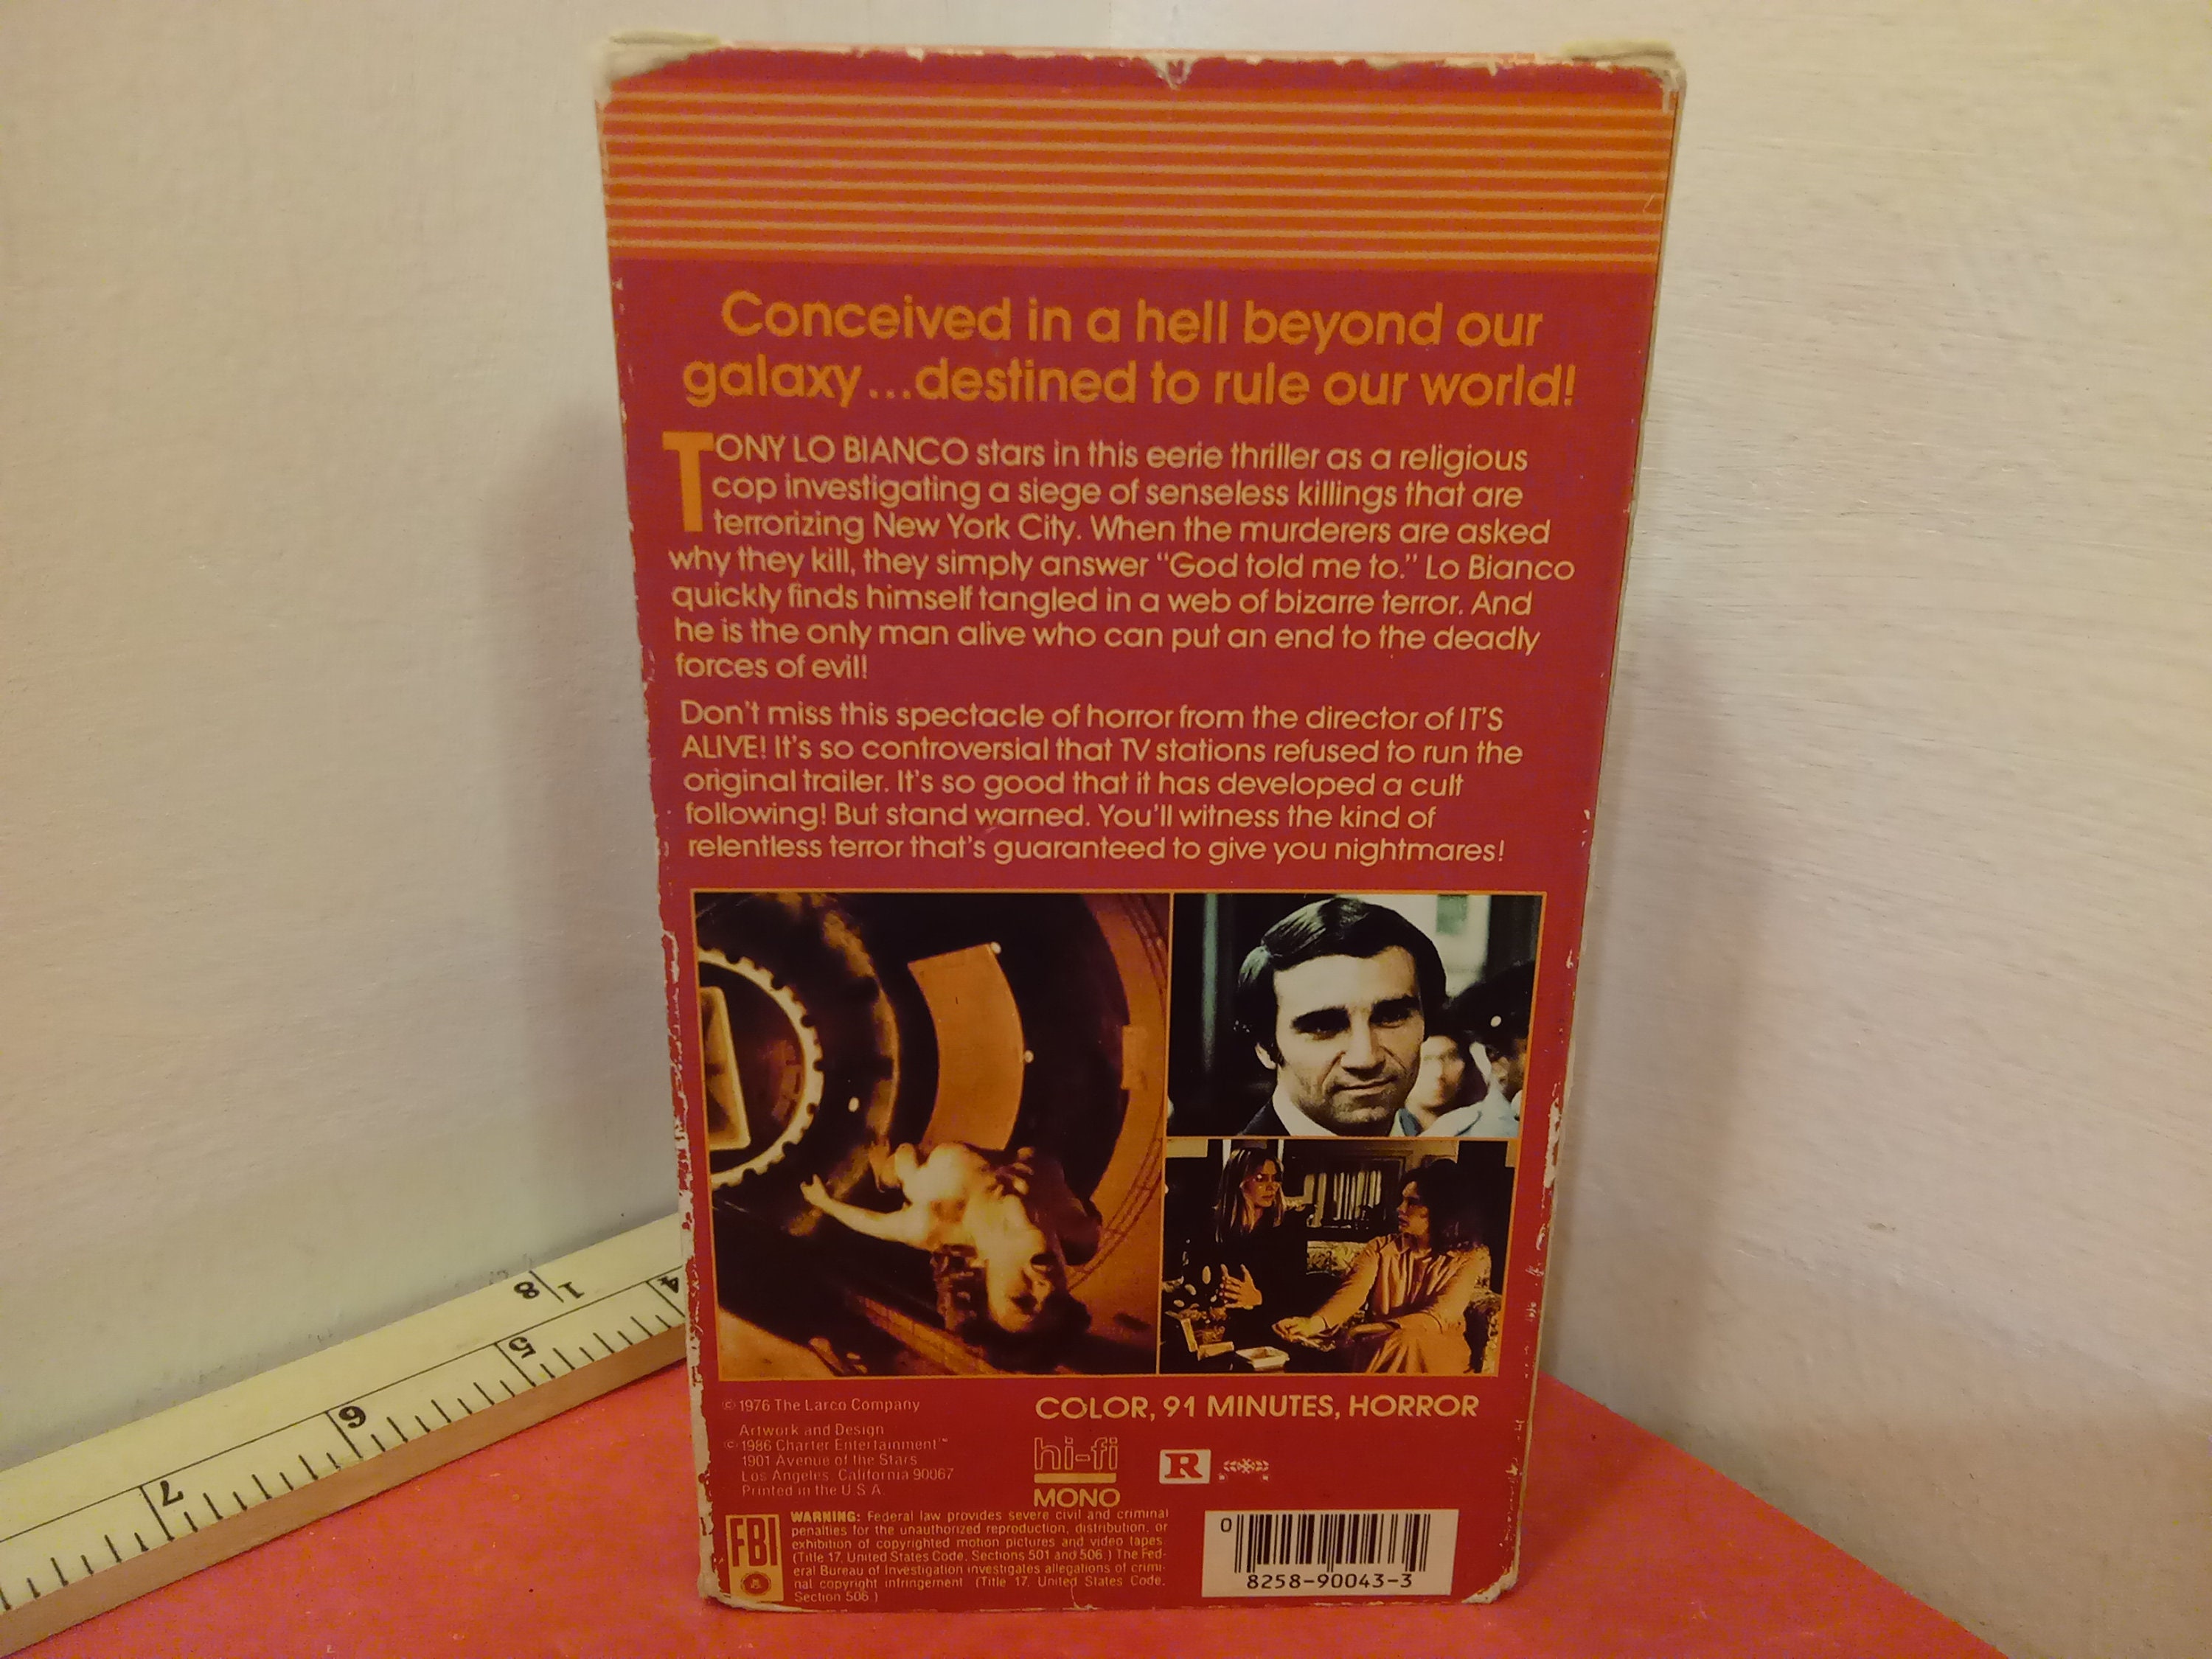 Conceived in a hell beyond our
galaxy...destined to rule our world!
TONY LO BIANCO stars in this eerie thriller as a religious
cop investigating a siege of senseless killings that are
terrorizing New York City. When the murderers are asked
why they kill, they simply answer "God told me to." Lo Bianco
quickly finds himself tangled in a web of bizarre terror. And
he is the only man alive who can put an end to the deadly
forces of evil!
Don't miss this spectacle of horror from the director of IT'S
ALIVE! It's so controversial that TV stations refused to run the
original trailer. It's so good that it has developed a cult
following! But stand warned. You'll witness the kind of
relentless terror that's guaranteed to give you nightmares!
© 1976 The Larco Company
Artwork and Design
© 1986 Charter Entertainment™
1901 Avenue of the Stars
Los Angeles, California 90067
Printed in the U.S.A.
COLOR, 91 MINUTES, HORROR
hi-fi
MONO
R
FBI
WARNING: Federal law provides severe civil and criminal
penalties for the unauthorized reproduction, distribution, or
exhibition of copyrighted motion pictures and video tapes
(Title 17, United States Code, Sections 501 and 506.) The Fed-
eral Bureau of Investigation investigates allegations of crimi-
nal copyright infringement (Title 17, United States Code,
Section 506.)
0
8258-90043-3
8 1
4
5
6
7